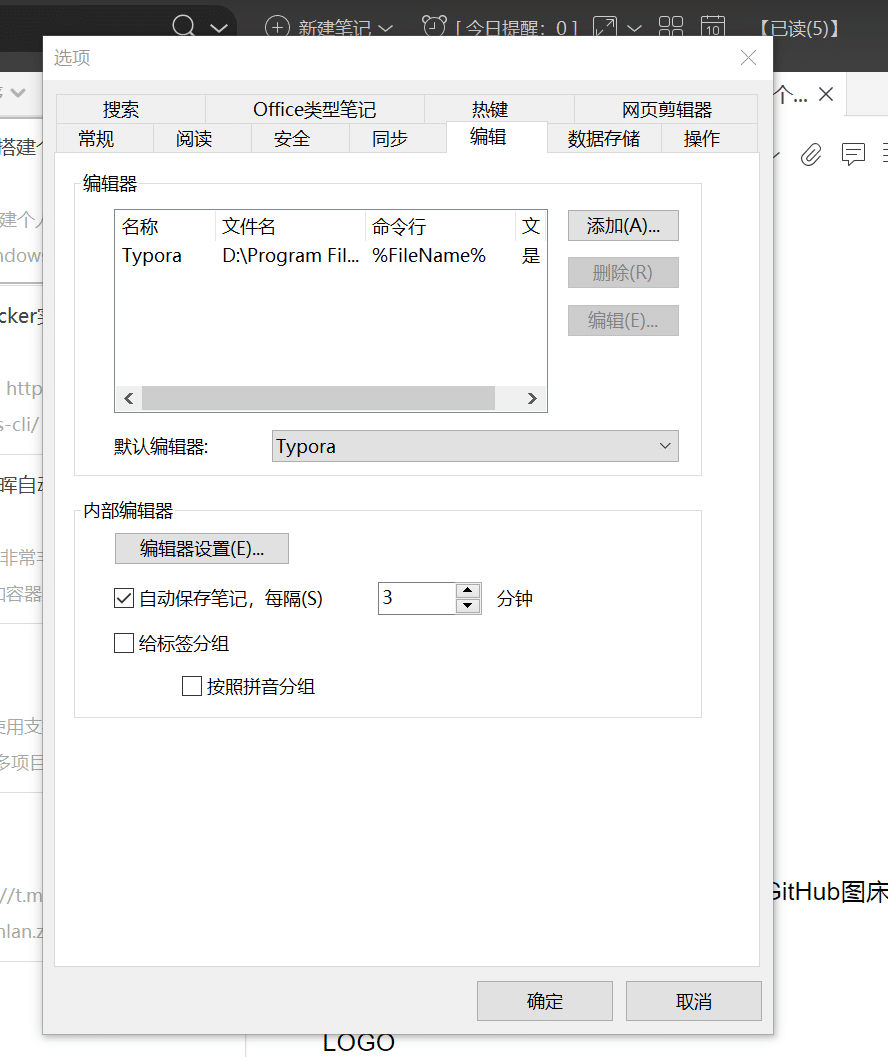 新建笔记
[ 今日提醒：0 ]
10
【已读(5)】
选项
个...
搜索
Office类型笔记
热键
网页剪辑器
常规
阅读
安全
同步
编辑
数据存储
操作
搭建个
建个人
ndows
cker实
http
s-cli/
晖自动
非常丰
和容器
使用支
多项目
//t.m
nlan.z
编辑器
名称 文件名 命令行 文
Typora D:\Program Fil... %FileName% 是
添加(A)...
删除(R)
编辑(E)...
默认编辑器:
Typora
内部编辑器
编辑器设置(E)...
自动保存笔记，每隔(S) 3 分钟
给标签分组
按照拼音分组
GitHub图床
确定
取消
LOGO